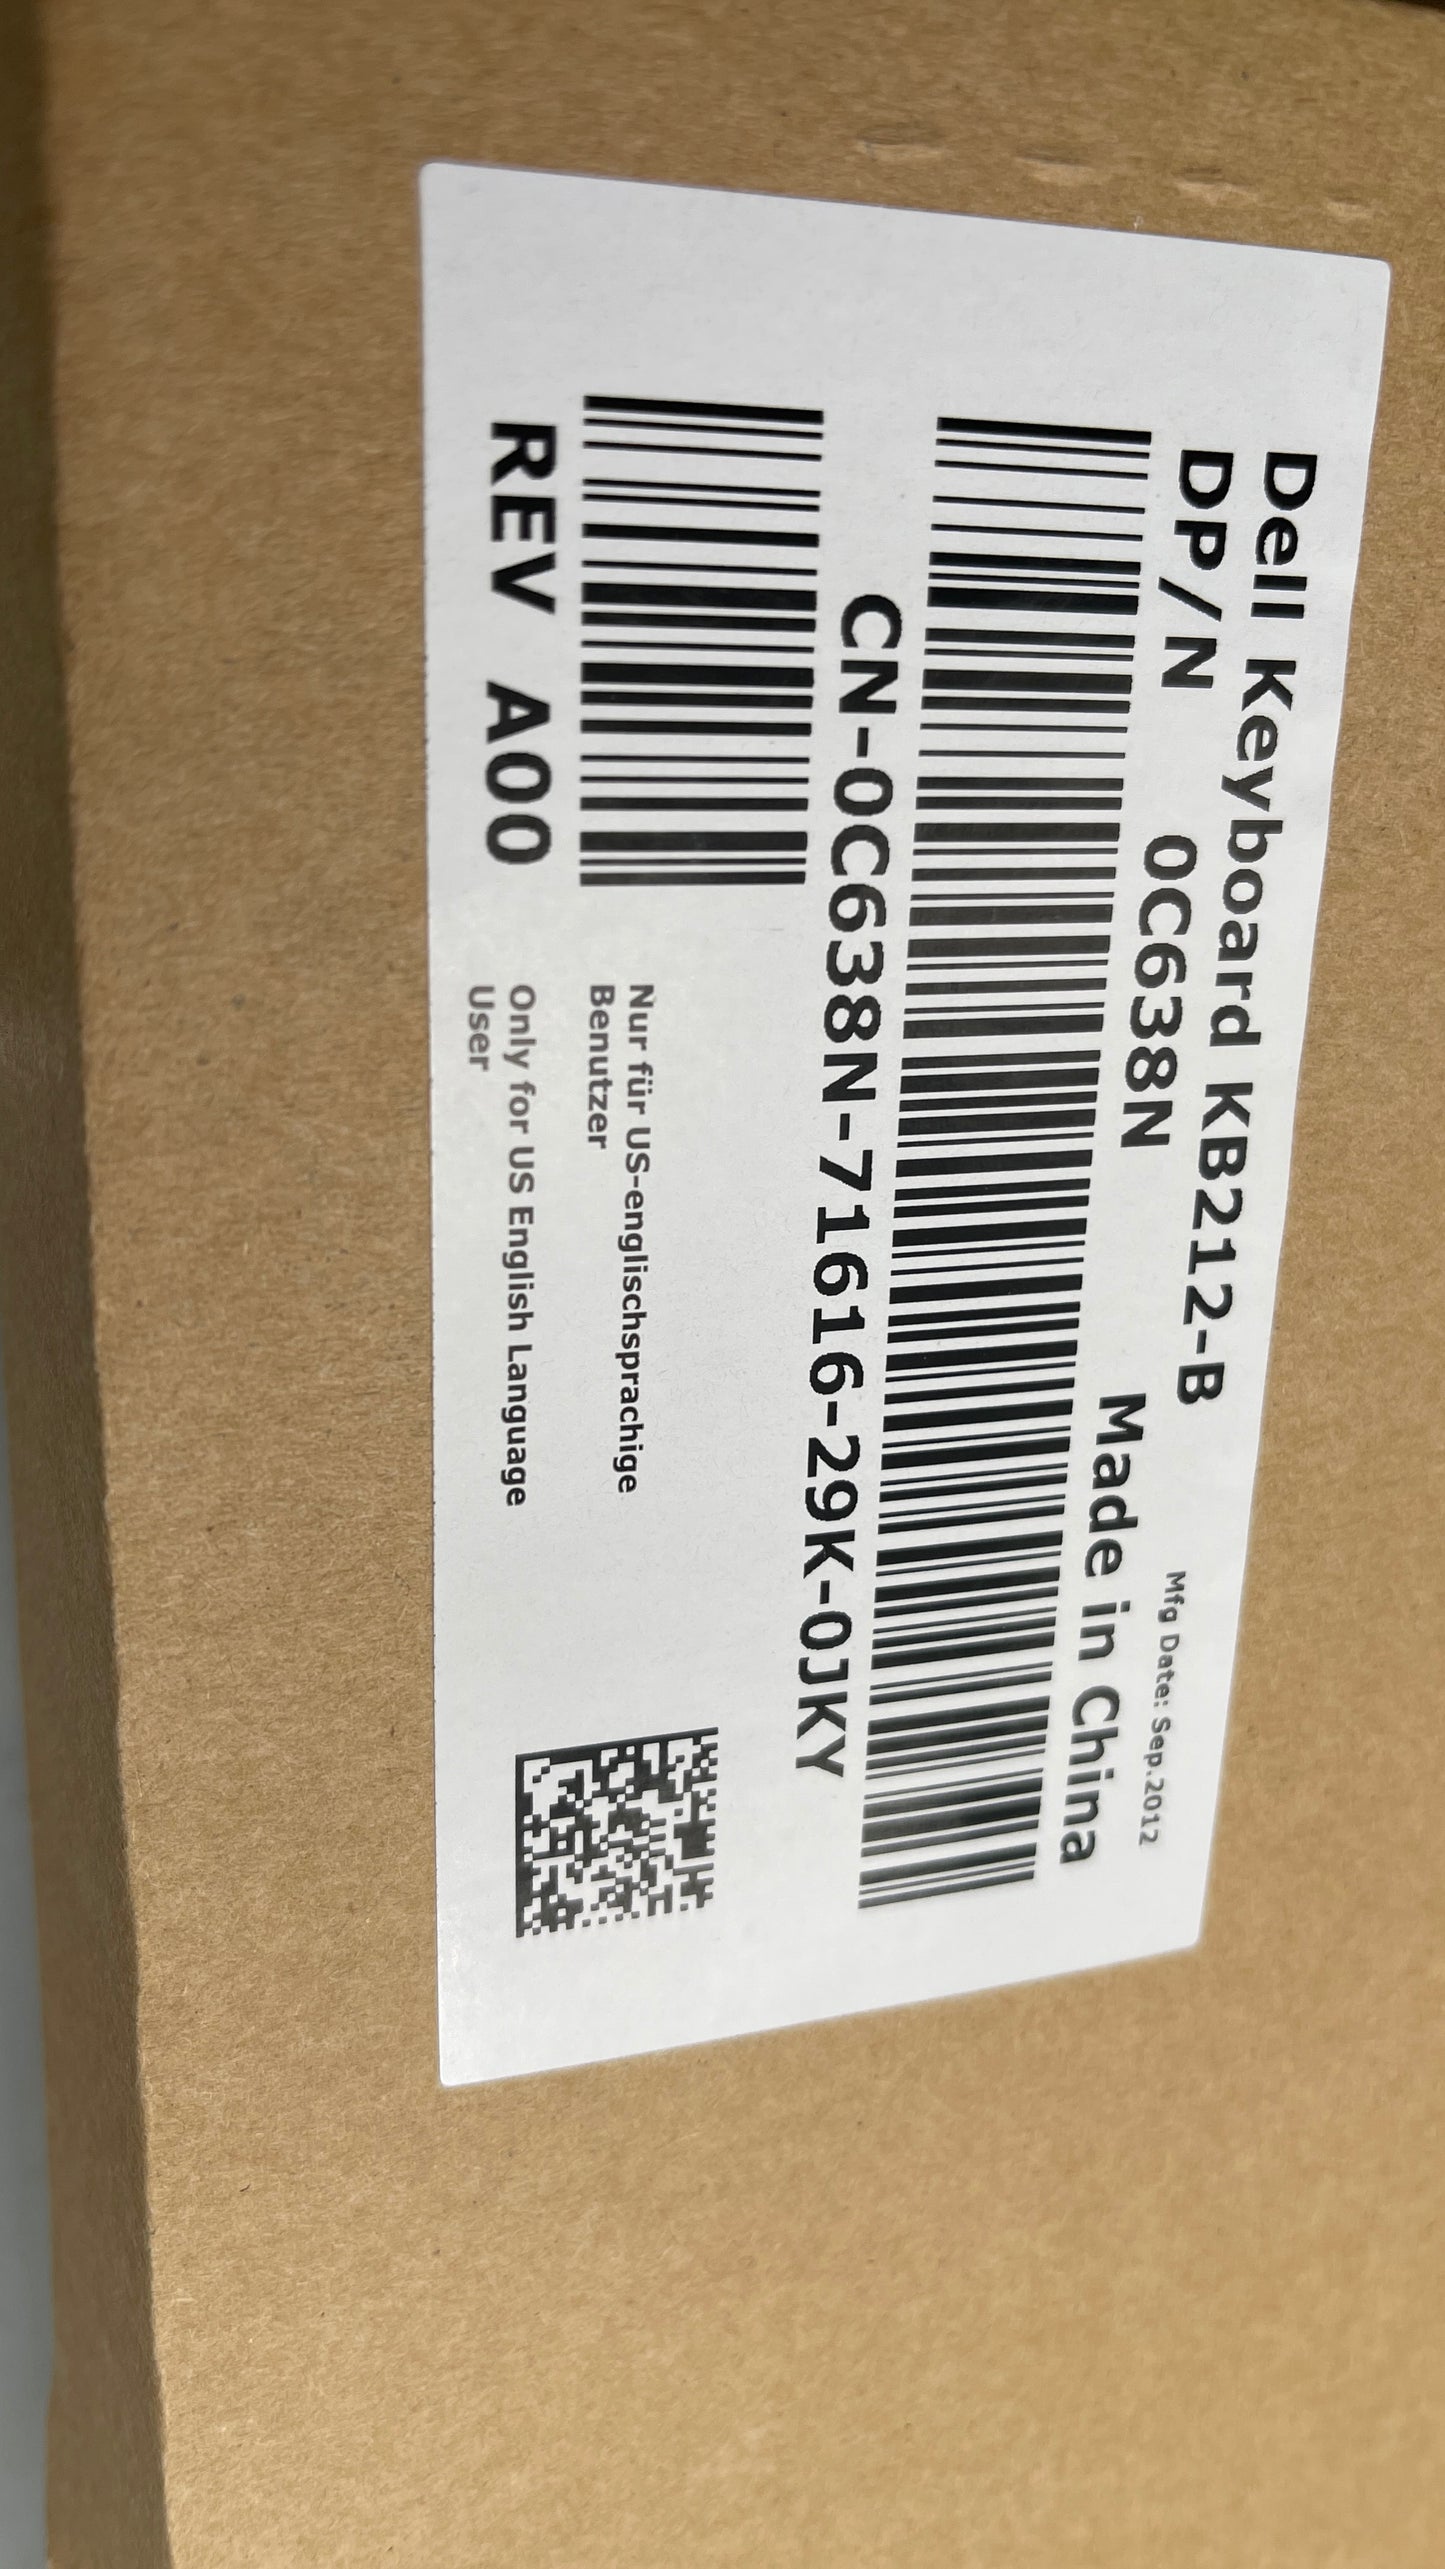 Dell Keyboard KB212-B
Mfg Date: Sep.2012
DP/N 0C638N Made in China
CN-0C638N-71616-29K-0JKY
REV A00
Nur für US-englischsprachige
Benutzer
Only for US English Language
User